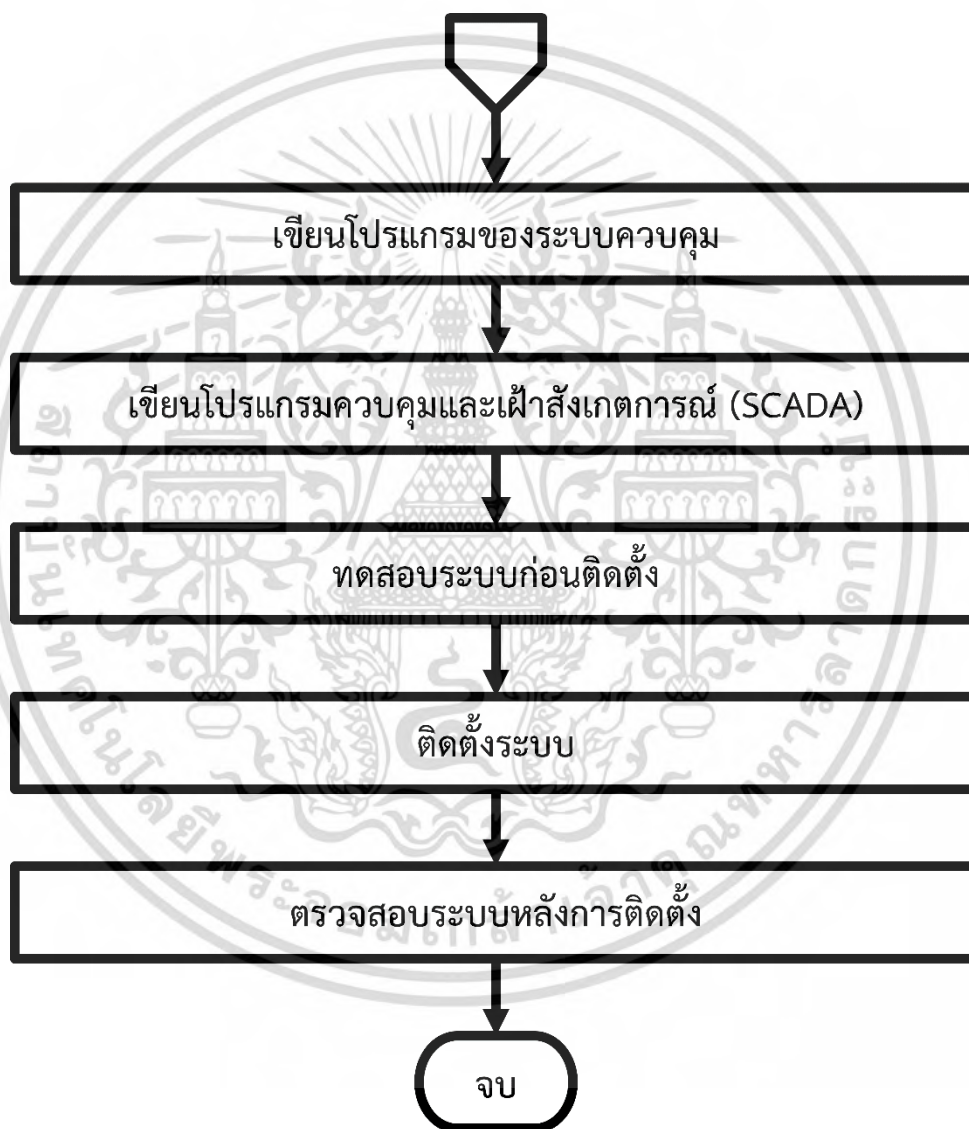 เขียนโปรแกรมของระบบควบคุม
เขียนโปรแกรมควบคุมและเฝ้าสังเกตการณ์ (SCADA)
ทดสอบระบบก่อนติดตั้ง
ติดตั้งระบบ
ตรวจสอบระบบหลังการติดตั้ง
จบ